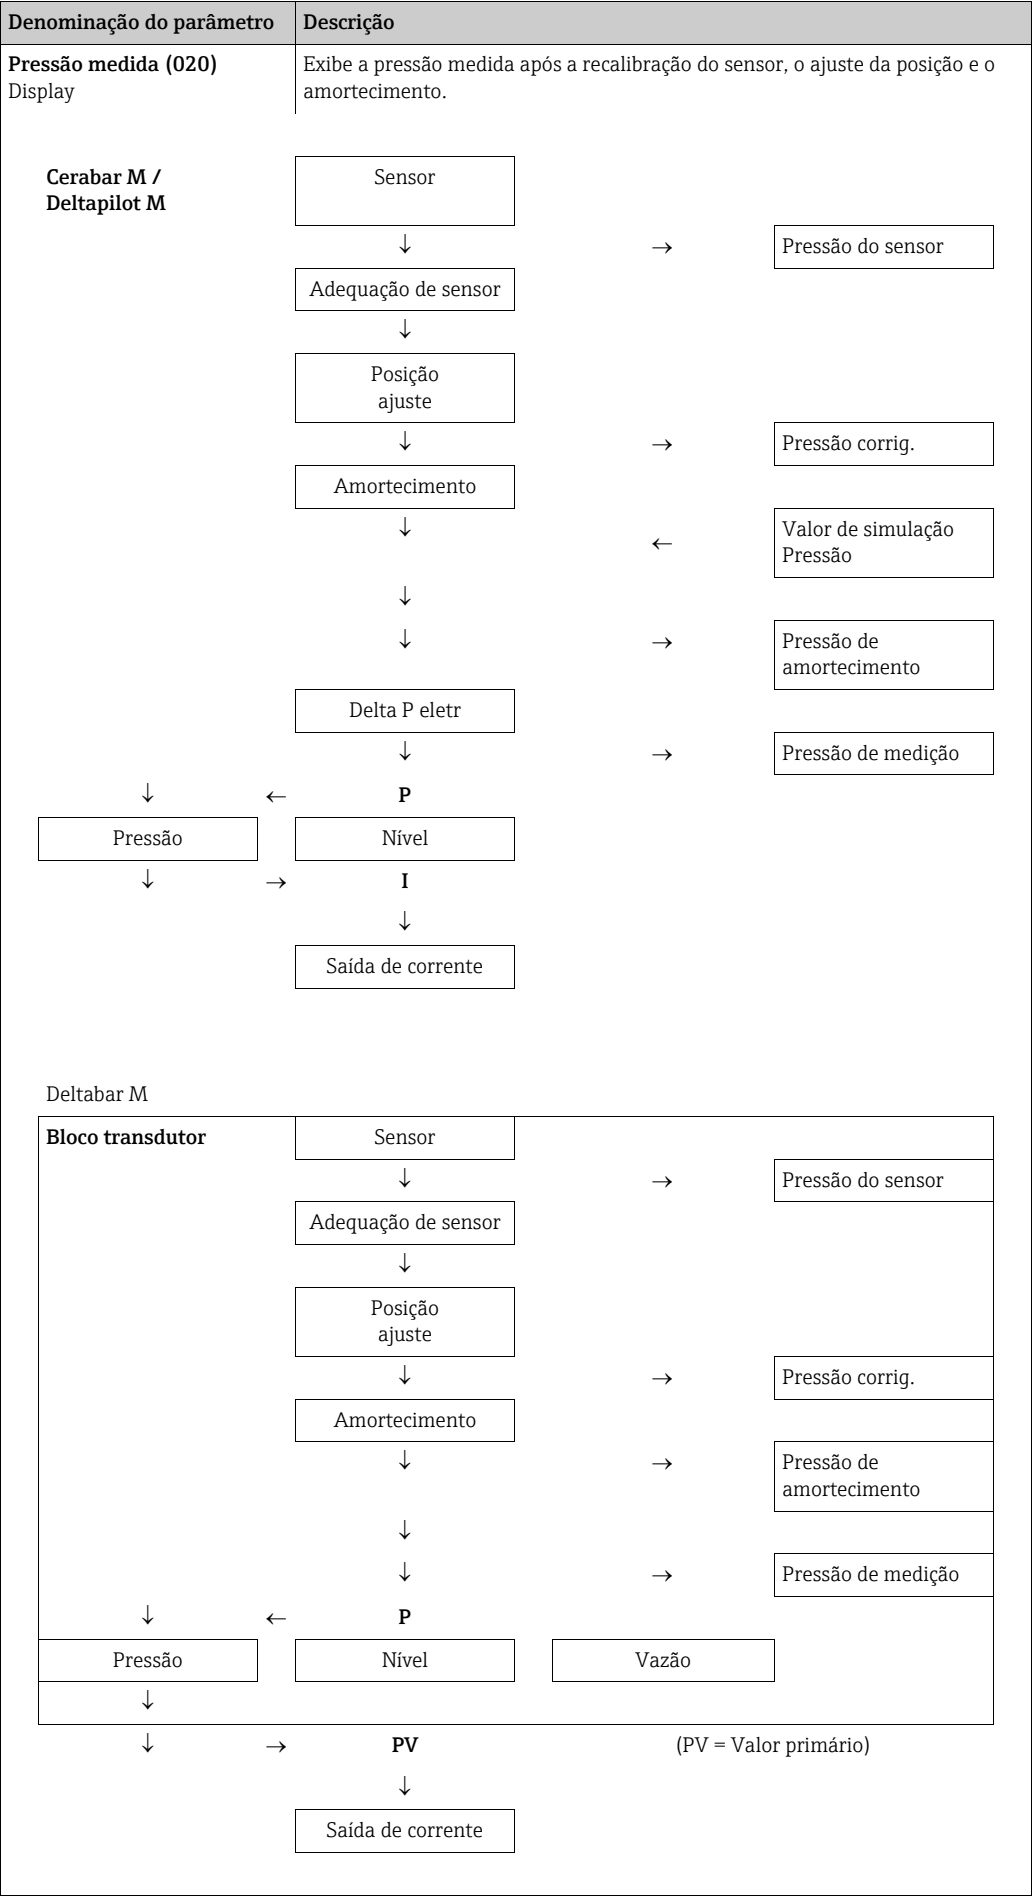 Denominação do parâmetro Descrição
Pressão medida (020) Exibe a pressão medida após a recalibração do sensor, o ajuste da posição e o
Display amortecimento.
Cerabar M / Sensor
Deltapilot M
↓ → Pressão do sensor
Adequação de sensor
↓
Posição
ajuste
↓ → Pressão corrig.
Amortecimento
↓ ← Valor de simulação
Pressão
↓
↓ → Pressão de
amortecimento
Delta P eletr
↓ → Pressão de medição
↓ ← P
Pressão Nível
↓ → I
↓
Saída de corrente
Deltabar M
Bloco transdutor Sensor
↓ → Pressão do sensor
Adequação de sensor
↓
Posição
ajuste
↓ → Pressão corrig.
Amortecimento
↓ → Pressão de
amortecimento
↓
↓ → Pressão de medição
↓ ← P
Pressão Nível Vazão
↓
↓ → PV (PV = Valor primário)
↓
Saída de corrente